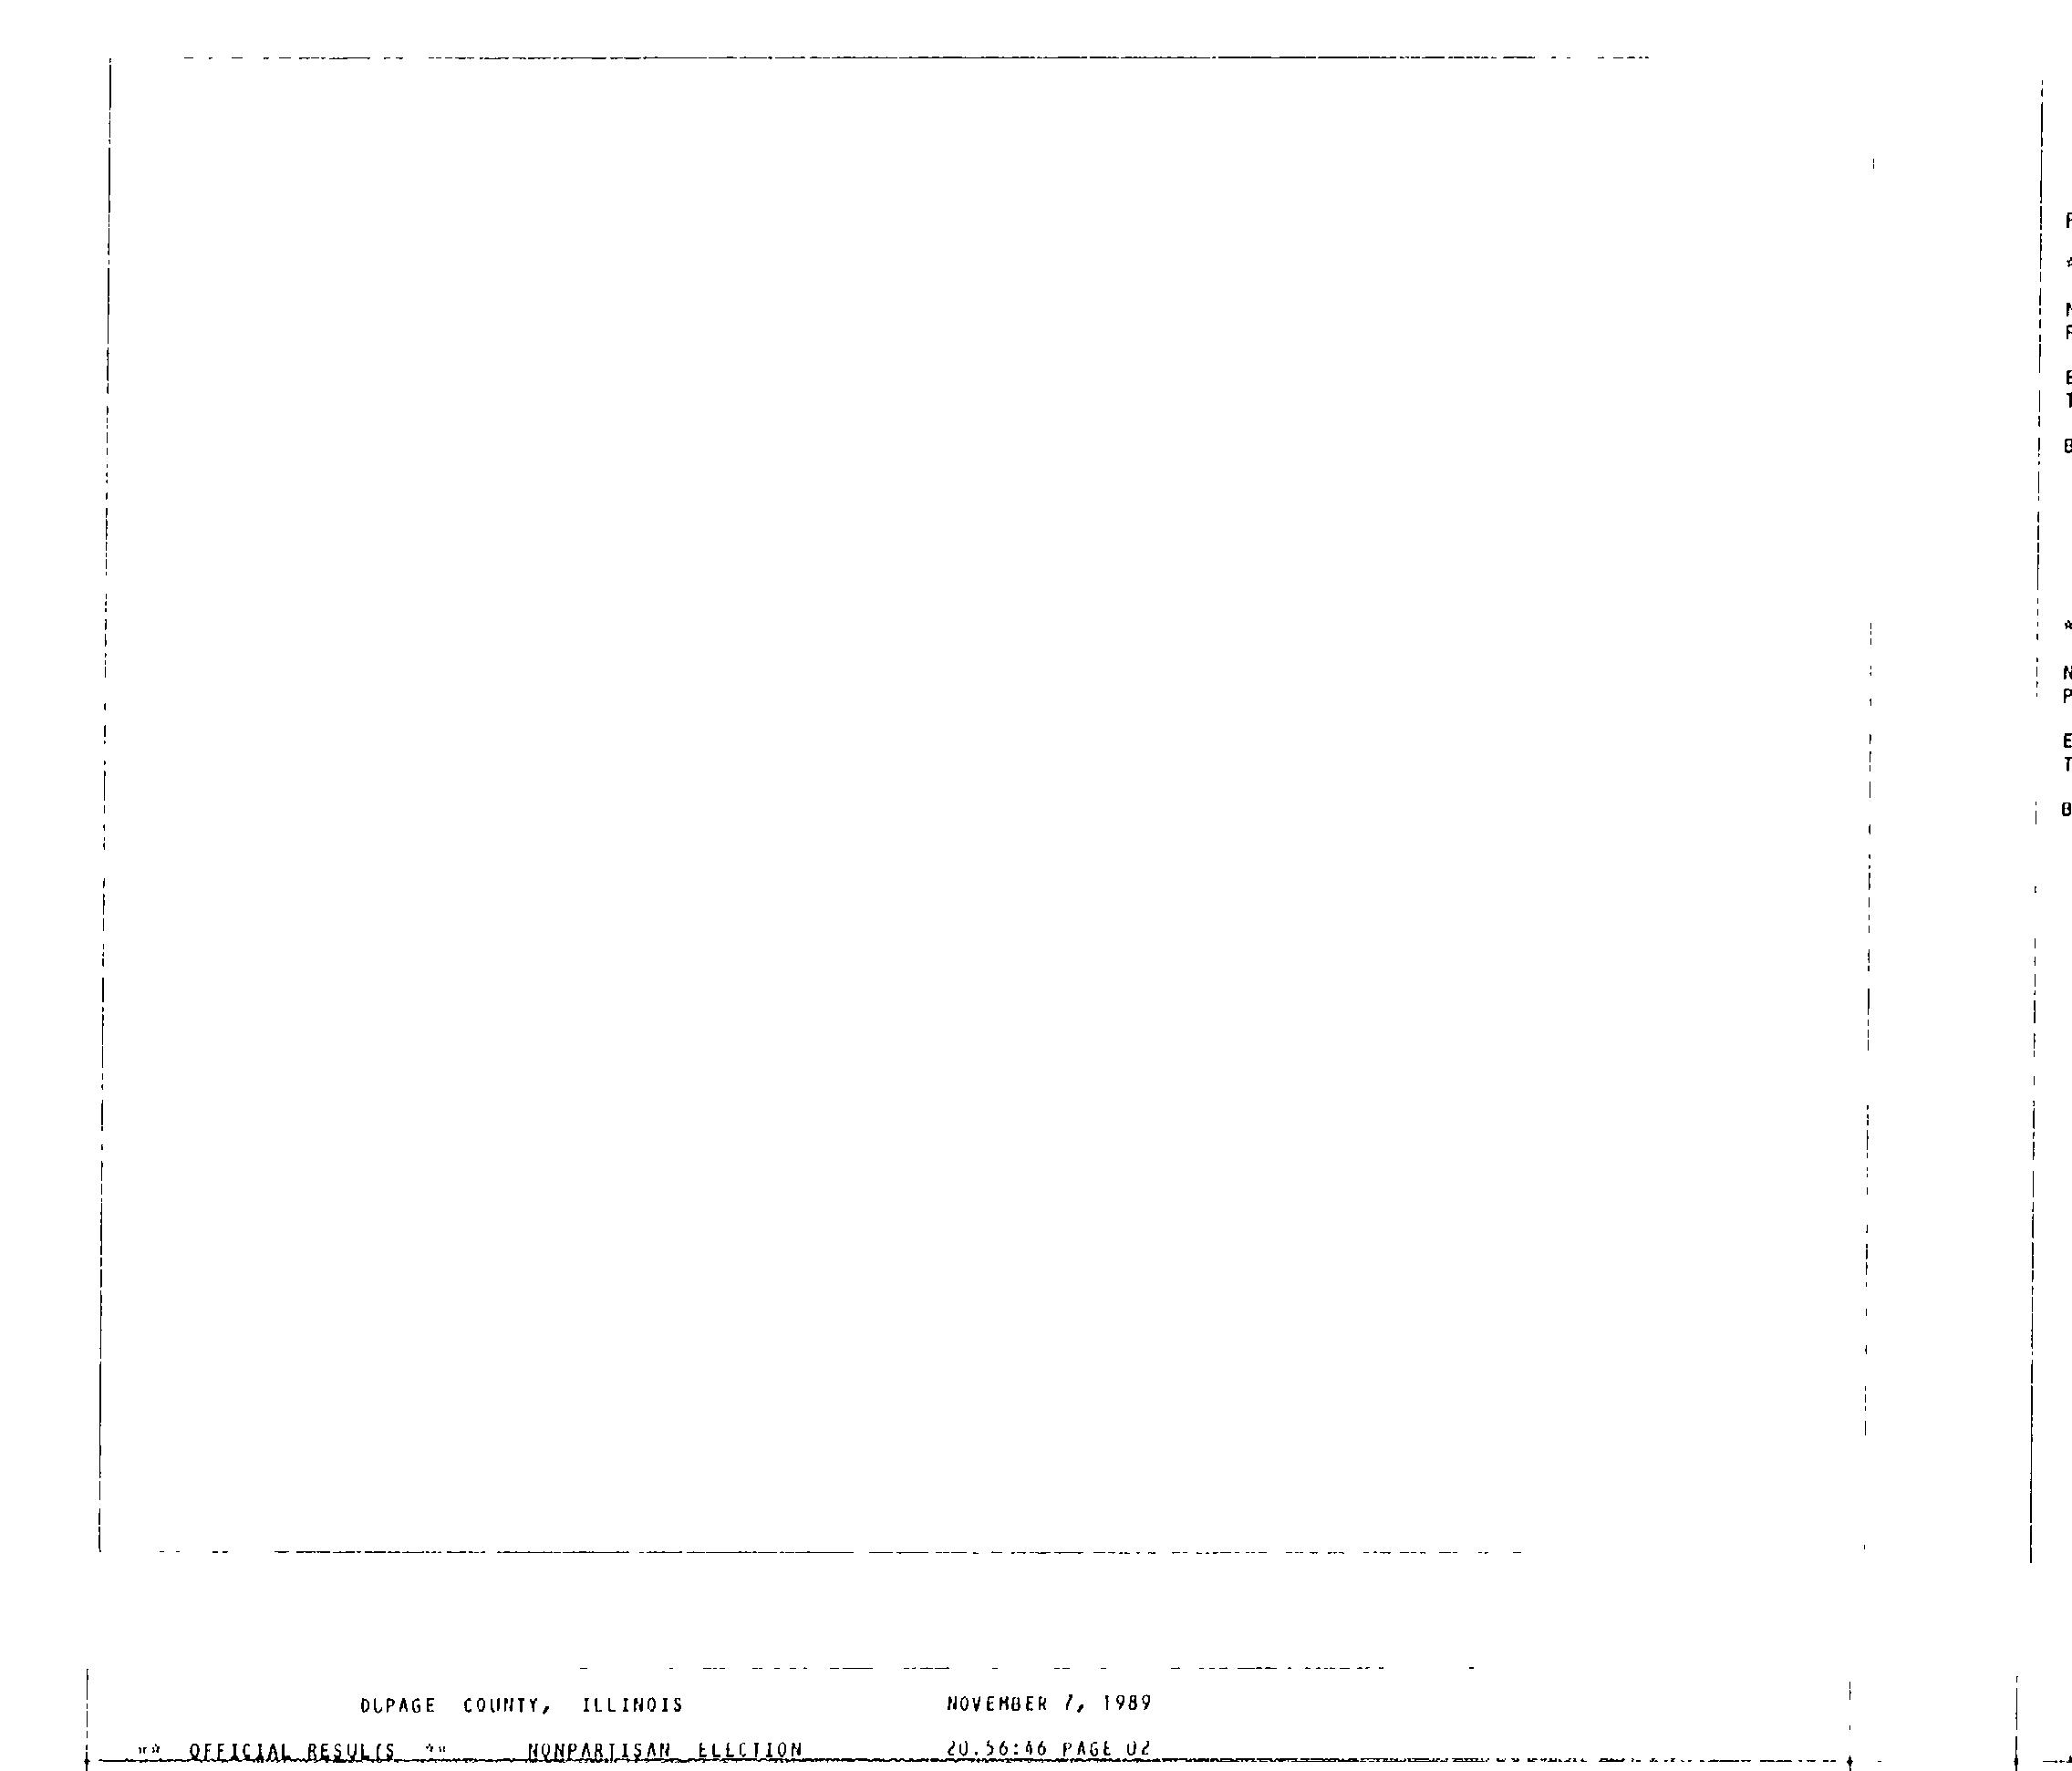 DUPAGE COUNTY, ILLINOIS NOVEMBER 7, 1989
** OFFICIAL RESULTS ** NONPARTISAN ELECTION 20.56:46 PAGE 02